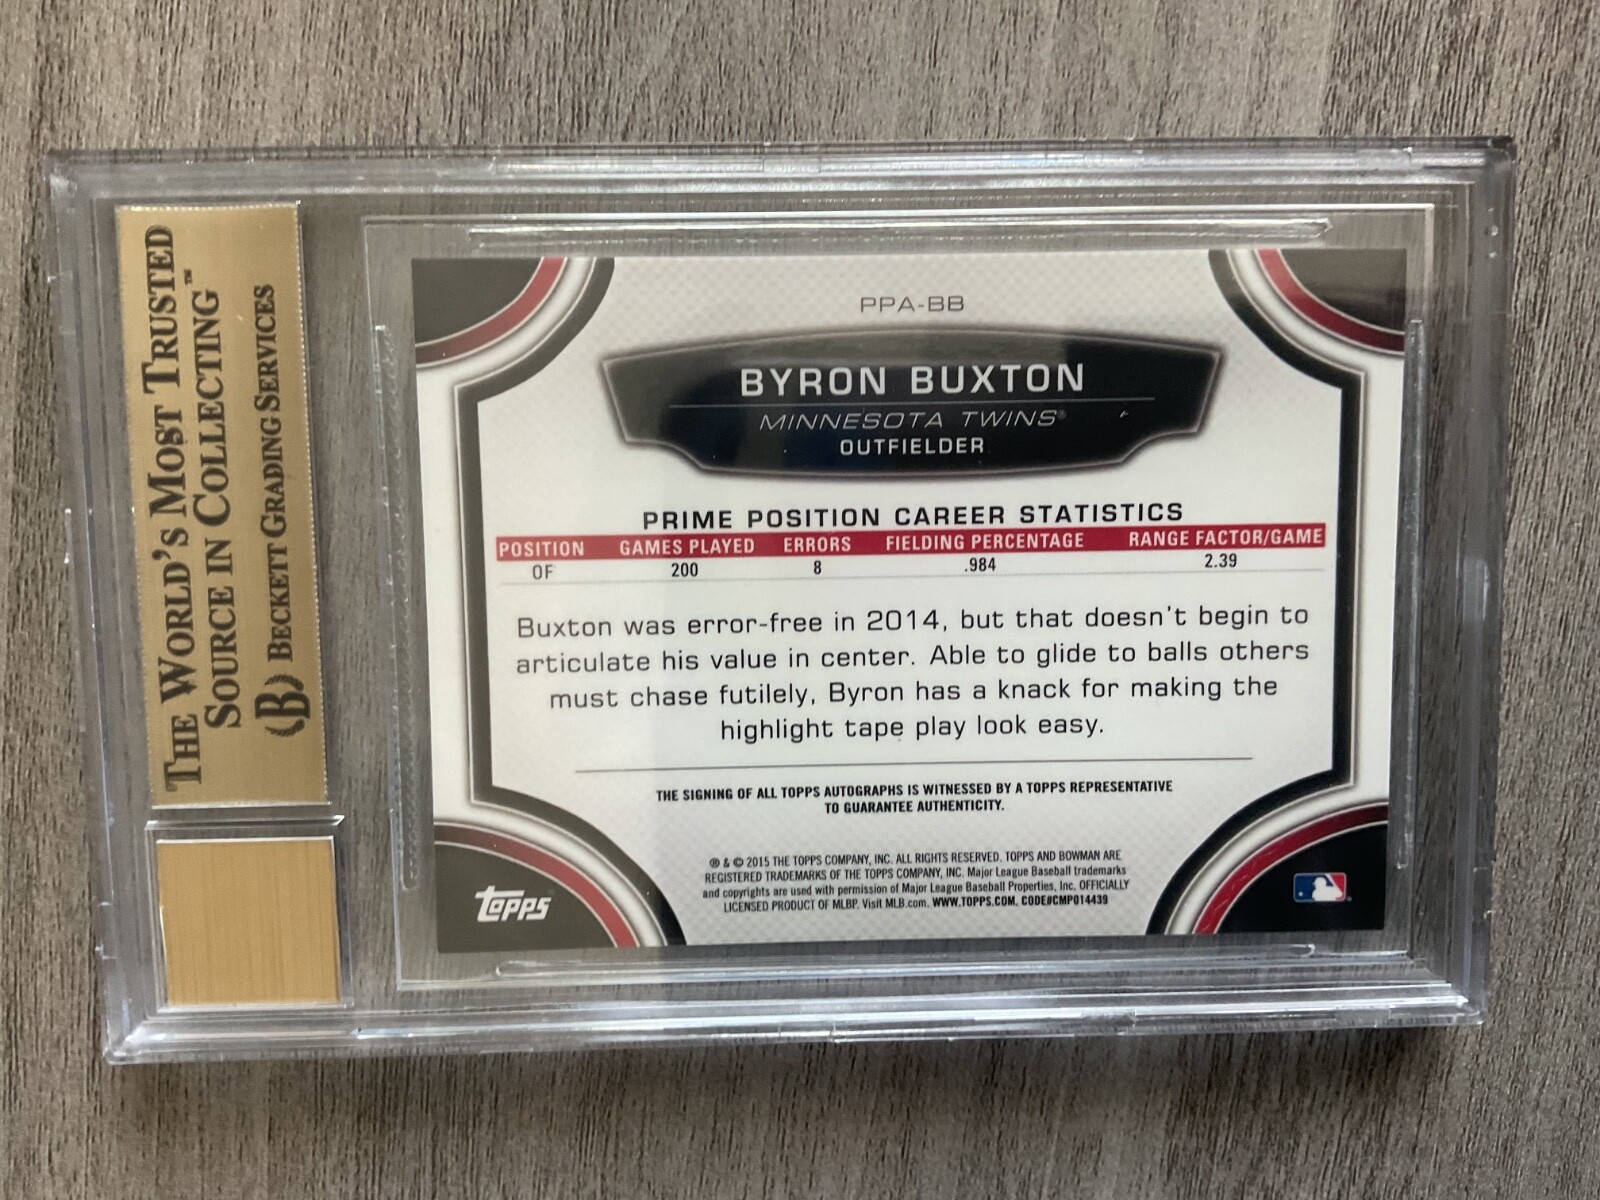 THE WORLD'S MOST TRUSTED
SOURCE IN COLLECTING™
B BECKETT GRADING SERVICES
PPA-BB
BYRON BUXTON
MINNESOTA TWINS®
OUTFIELDER
PRIME POSITION CAREER STATISTICS
POSITION GAMES PLAYED ERRORS FIELDING PERCENTAGE RANGE FACTOR/GAME
OF 200 8 .984 2.39
Buxton was error-free in 2014, but that doesn't begin to
articulate his value in center. Able to glide to balls others
must chase futilely, Byron has a knack for making the
highlight tape play look easy.
THE SIGNING OF ALL TOPPS AUTOGRAPHS IS WITNESSED BY A TOPPS REPRESENTATIVE
TO GUARANTEE AUTHENTICITY.
® & © 2015 THE TOPPS COMPANY, INC. ALL RIGHTS RESERVED. TOPPS AND BOWMAN ARE
REGISTERED TRADEMARKS OF THE TOPPS COMPANY, INC. Major League Baseball trademarks
and copyrights are used with permission of Major League Baseball Properties, Inc. OFFICIALLY
LICENSED PRODUCT OF MLBP. Visit MLB.com. WWW.TOPPS.COM. CODE#CMP014439
TOPPS